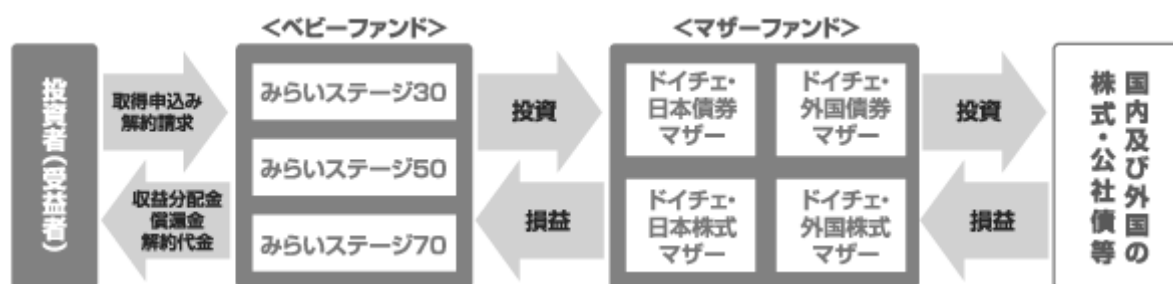 <ベビーファンド>
<マザーファンド>
投資者(受益者)
取得申込み
解約請求
収益分配金
償還金
解約代金
みらいステージ30
みらいステージ50
みらいステージ70
投資
損益
ドイチェ・
日本債券
マザー
ドイチェ・
外国債券
マザー
ドイチェ・
日本株式
マザー
ドイチェ・
外国株式
マザー
投資
損益
国内及び外国の
株式・公社債等